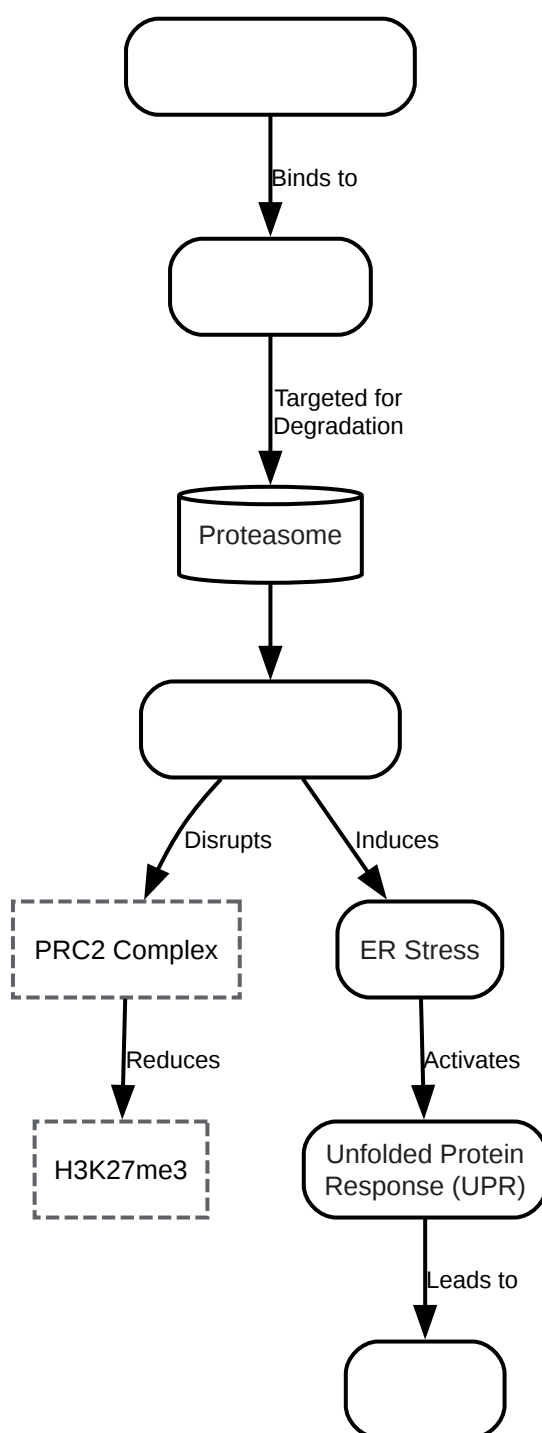 Binds to
Targeted for
Degradation
Proteasome
Disrupts
Induces
PRC2 Complex
ER Stress
Reduces
Activates
H3K27me3
Unfolded Protein
Response (UPR)
Leads to